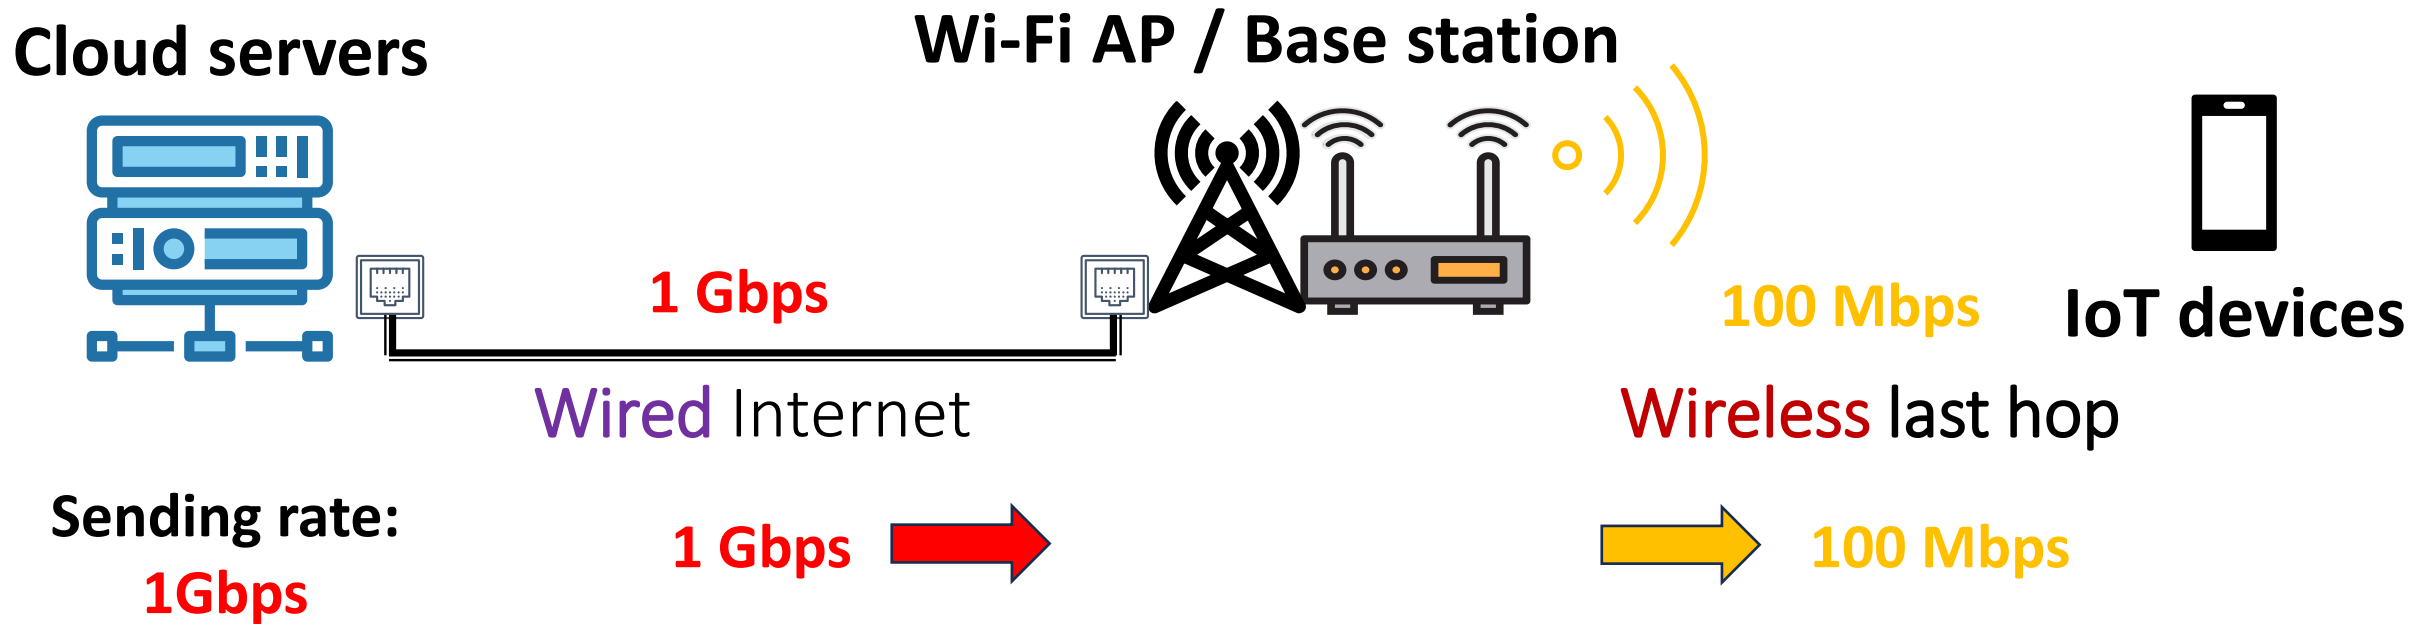 Cloud servers
Wi-Fi AP / Base station
1 Gbps
100 Mbps
IoT devices
Wired Internet
Wireless last hop
Sending rate:
1Gbps
1 Gbps
100 Mbps